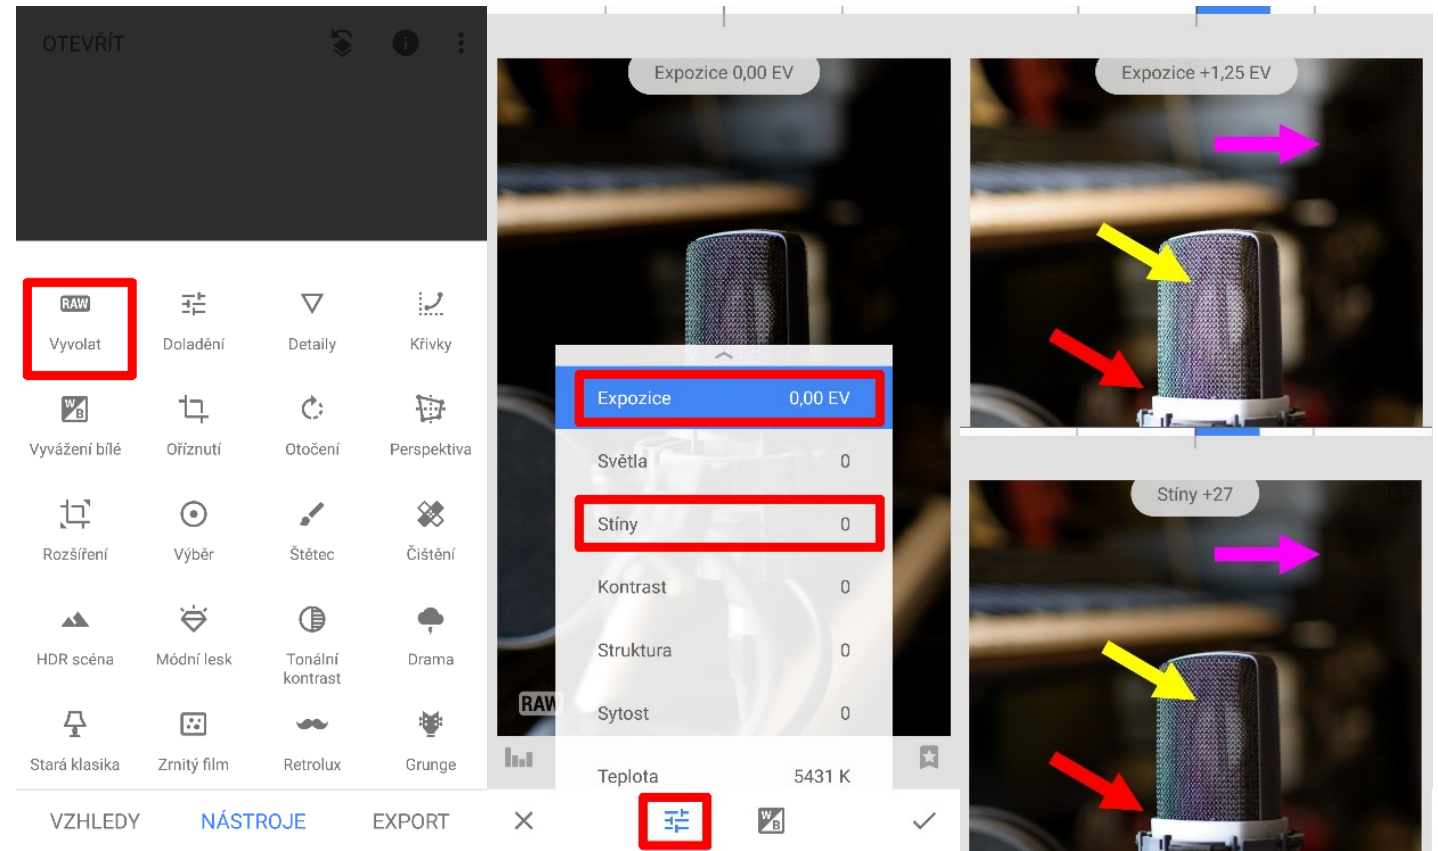 OTEVŘÍT
RAW
Vyvolat
Doladění
Detaily
Křivky
W B
Vyvážení bílé
Oříznutí
Otočení
Perspektiva
Rozšíření
Výběr
Štětec
Čištění
HDR scéna
Módní lesk
Tonální
kontrast
Drama
Stará klasika
Zrnitý film
Retrolux
Grunge
VZHLEDY
NÁSTROJE
EXPORT
Expozice 0,00 EV
Expozice 0,00 EV
Světla 0
Stíny 0
Kontrast 0
Struktura 0
Sytost 0
Teplota 5431 K
RAW
W B
Expozice +1,25 EV
Stíny +27